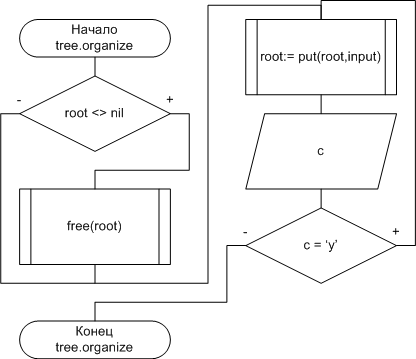 Начало
tree.organize
-
+
root <> nil
free(root)
root:= put(root,input)
c
-
+
c = 'y'
Конец
tree.organize